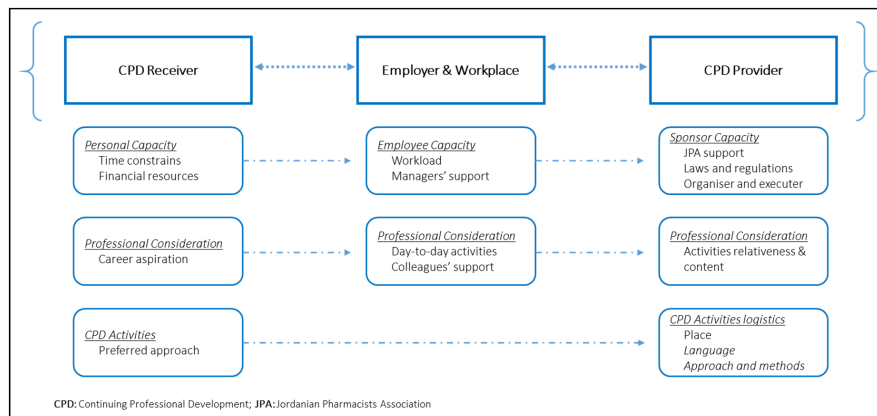 CPD Receiver
Employer & Workplace
CPD Provider
Personal Capacity
Time constrains
Financial resources
Employee Capacity
Workload
Managers’ support
Sponsor Capacity
JPA support
Laws and regulations
Organiser and executer
Professional Consideration
Career aspiration
Professional Consideration
Day-to-day activities
Colleagues’ support
Professional Consideration
Activities relativeness &
content
CPD Activities
Preferred approach
CPD Activities logistics
Place
Language
Approach and methods
CPD: Continuing Professional Development; JPA: Jordanian Pharmacists Association